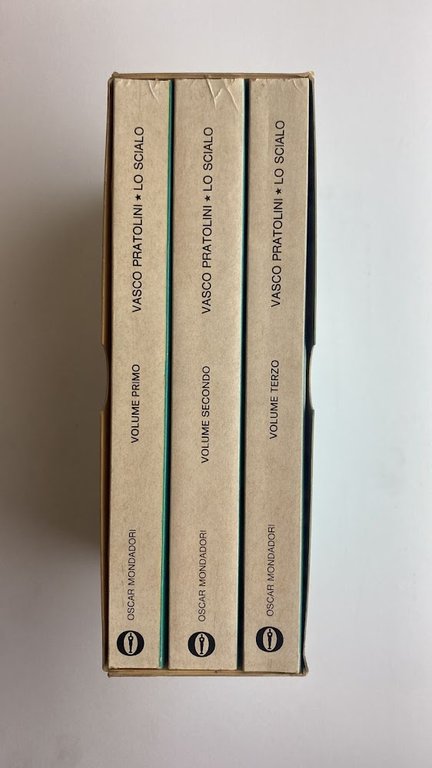 VASCO PRATOLINI ★ LO SCIALO
VOLUME PRIMO
OSCAR MONDADORI
VASCO PRATOLINI ★ LO SCIALO
VOLUME SECONDO
OSCAR MONDADORI
VASCO PRATOLINI ★ LO SCIALO
VOLUME TERZO
OSCAR MONDADORI